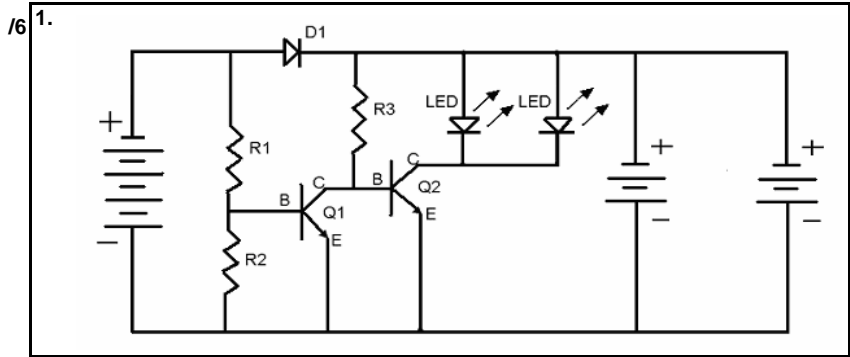 /6
1.
D1
R3
LED
LED
+
R1
+
+
C
C
B
B
Q1
Q2
E
E
R2
−
−
−